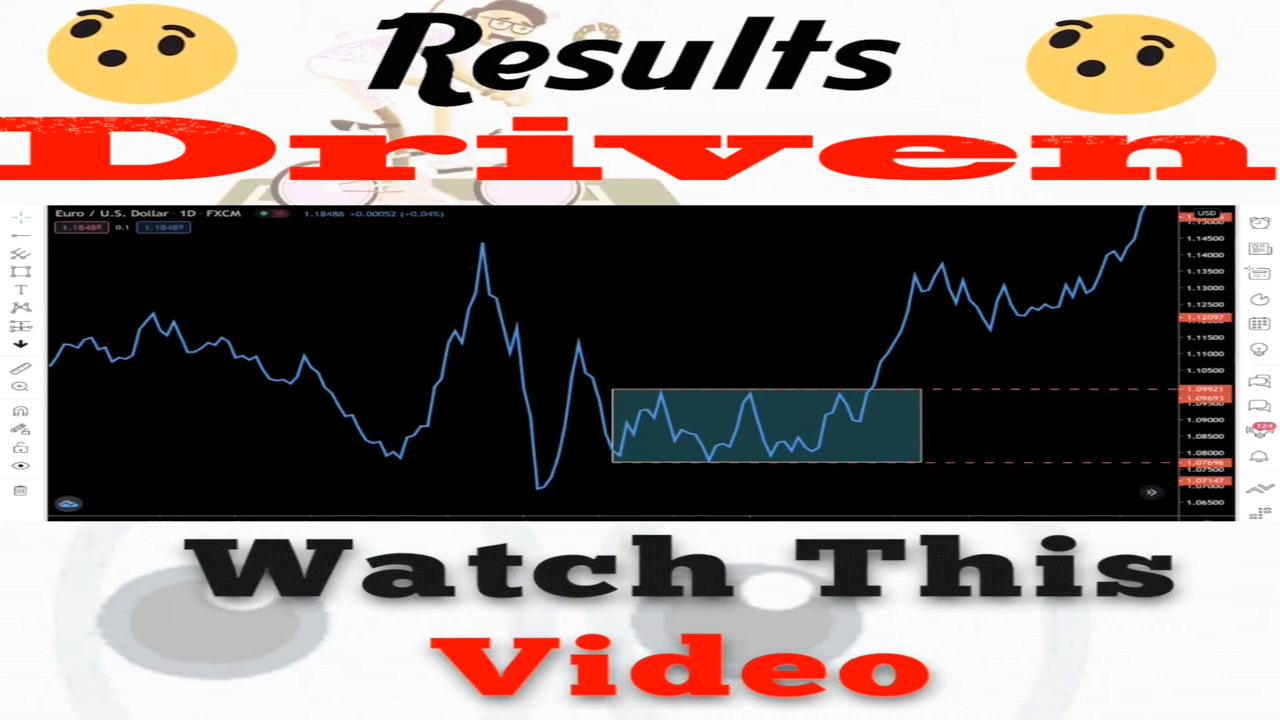 Results
Driven
Euro / U.S. Dollar · 1D · FXCM
1.18486 +0.00052 (+0.04%)
1.18488 0.1 1.18489
USD
1.14500
1.14000
1.13500
1.13000
1.12500
1.12097
1.11500
1.11000
1.10500
1.09921
1.09693
1.09000
1.08500
1.08000
1.07696
1.07500
1.07147
1.06500
T
124
Watch This
Video